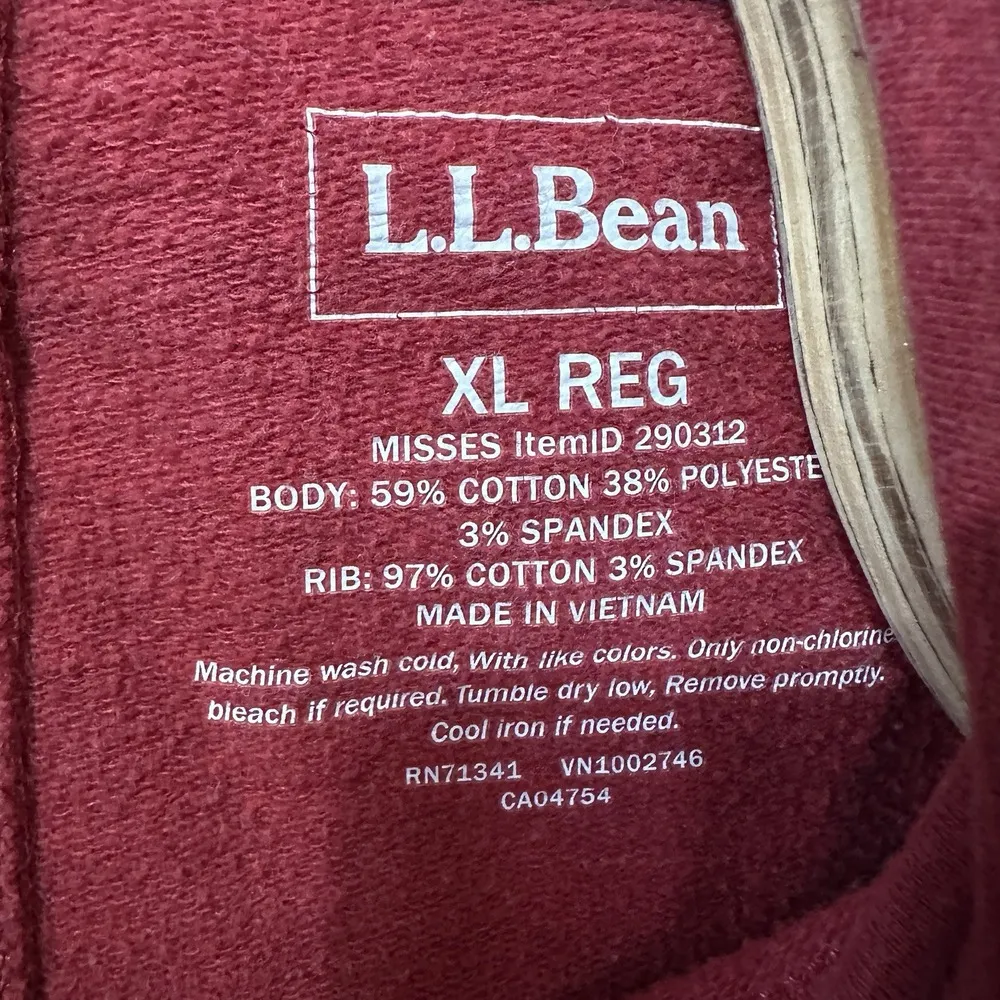 L.L.Bean
XL REG
MISSES ItemID 290312
BODY: 59% COTTON 38% POLYESTE
3% SPANDEX
RIB: 97% COTTON 3% SPANDEX
MADE IN VIETNAM
Machine wash cold, With like colors. Only non-chlorine
bleach if required. Tumble dry low, Remove promptly.
Cool iron if needed.
RN71341 VN1002746
CA04754